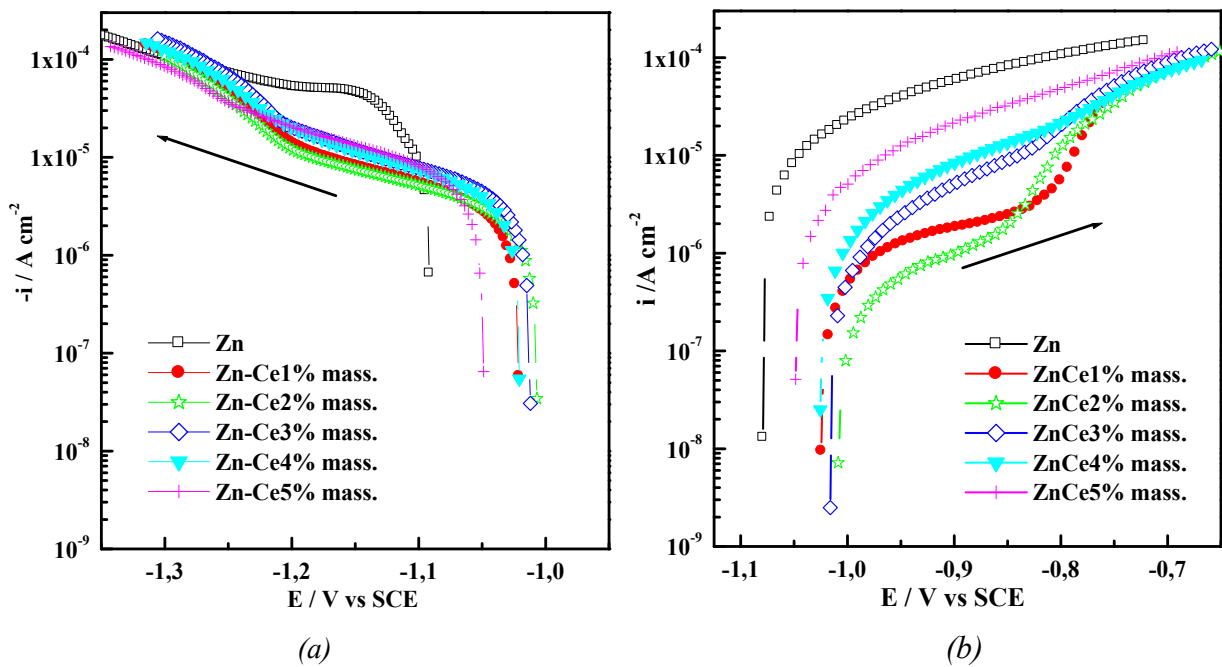 1x10-4
1x10-5
10-6
10-7
10-8
10-9
-i / A cm-2
-1,3
-1,2
-1,1
-1,0
E / V vs SCE
Zn
Zn-Ce1% mass.
Zn-Ce2% mass.
Zn-Ce3% mass.
Zn-Ce4% mass.
Zn-Ce5% mass.
(a)
1x10-4
1x10-5
10-6
10-7
10-8
10-9
i /A cm-2
-1,1
-1,0
-0,9
-0,8
-0,7
E / V vs SCE
Zn
ZnCe1% mass.
ZnCe2% mass.
ZnCe3% mass.
ZnCe4% mass.
ZnCe5% mass.
(b)